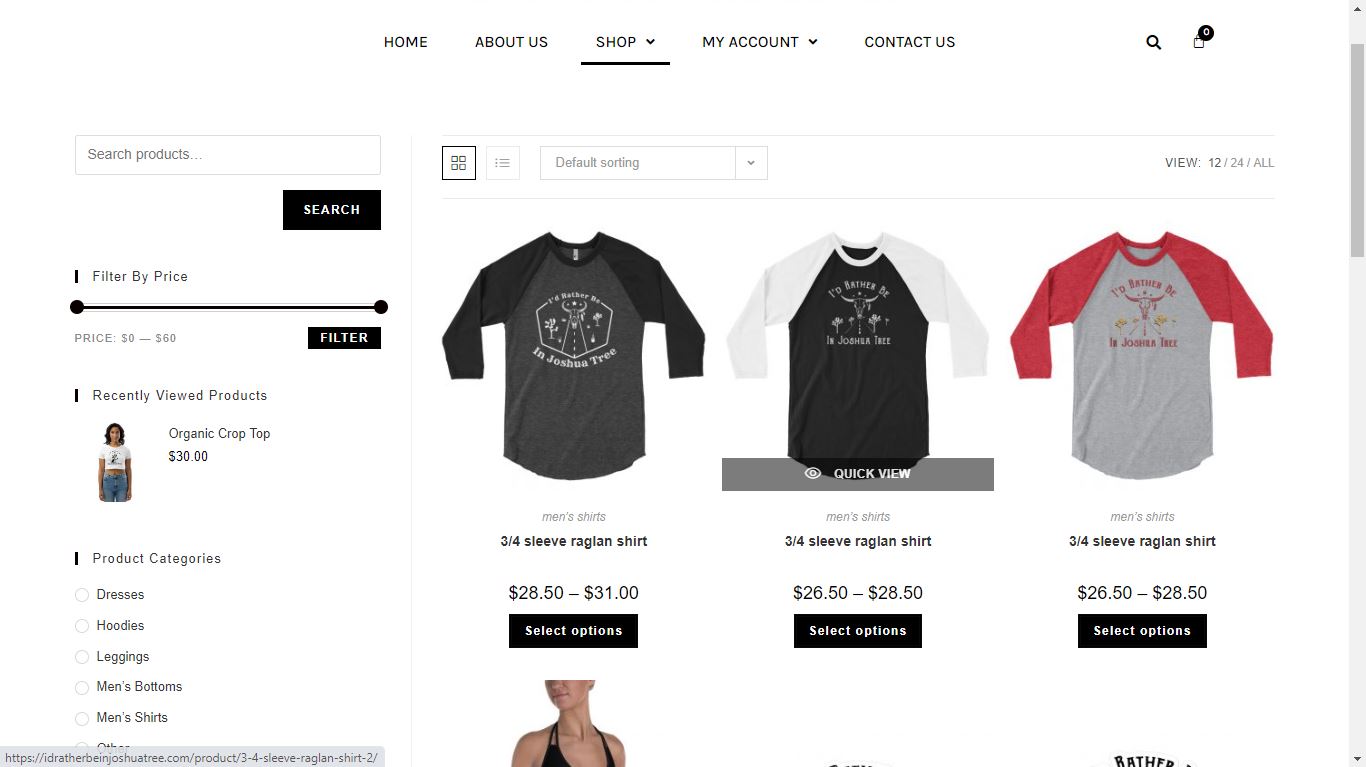 HOME ABOUT US SHOP MY ACCOUNT CONTACT US 0
Search products...
SEARCH
Filter By Price
PRICE: $0 — $60 FILTER
Recently Viewed Products
Organic Crop Top
$30.00
Product Categories
Dresses
Hoodies
Leggings
Men's Bottoms
Men's Shirts
Other
https://idratherbeinjoshuatree.com/product/3-4-sleeve-raglan-shirt-2/
Default sorting VIEW: 12 / 24 / ALL
I'd Rather Be
In Joshua Tree
men's shirts
3/4 sleeve raglan shirt
$28.50 – $31.00
Select options
I'D RATHER BE
IN JOSHUA TREE
QUICK VIEW
men's shirts
3/4 sleeve raglan shirt
$26.50 – $28.50
Select options
I'D RATHER BE
IN JOSHUA TREE
men's shirts
3/4 sleeve raglan shirt
$26.50 – $28.50
Select options
RATHER